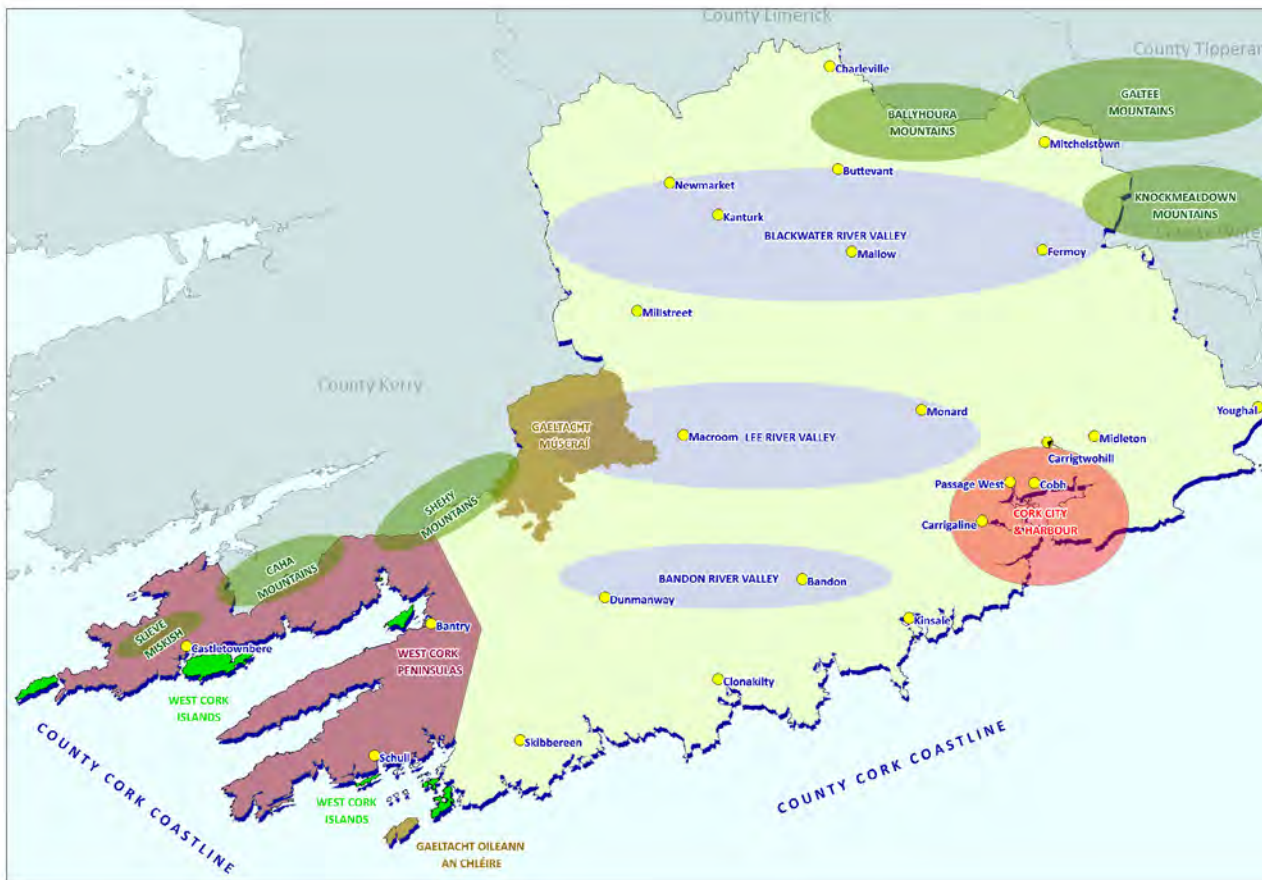 County Limerick
County Tipperar
Charleville
GALTEE
MOUNTAINS
BALLYHOURA
MOUNTAINS
Mitchelstown
Buttevant
Newmarket
KNOCKMEALDOWN
MOUNTAINS
Kanturk
BLACKWATER RIVER VALLEY
Mallow
Fermoy
Millstreet
County Kerry
Monard
Youghal
GAELTACHT
MÚSCRAÍ
Macroom
LEE RIVER VALLEY
Midleton
Carrigtwohill
Passage West
Cobh
SHEHY
MOUNTAINS
CORK CITY
& HARBOUR
Carrigaline
CAHA
MOUNTAINS
BANDON RIVER VALLEY
Bandon
Dunmanway
Kinsale
SLIEVE
MISKISH
Castletownbere
Bantry
WEST CORK
PENINSULAS
WEST CORK
ISLANDS
Clonakilty
COUNTY CORK COASTLINE
Skibbereen
COUNTY CORK COASTLINE
Schull
WEST CORK
ISLANDS
GAELTACHT OILEANN
AN CHLÉIRE